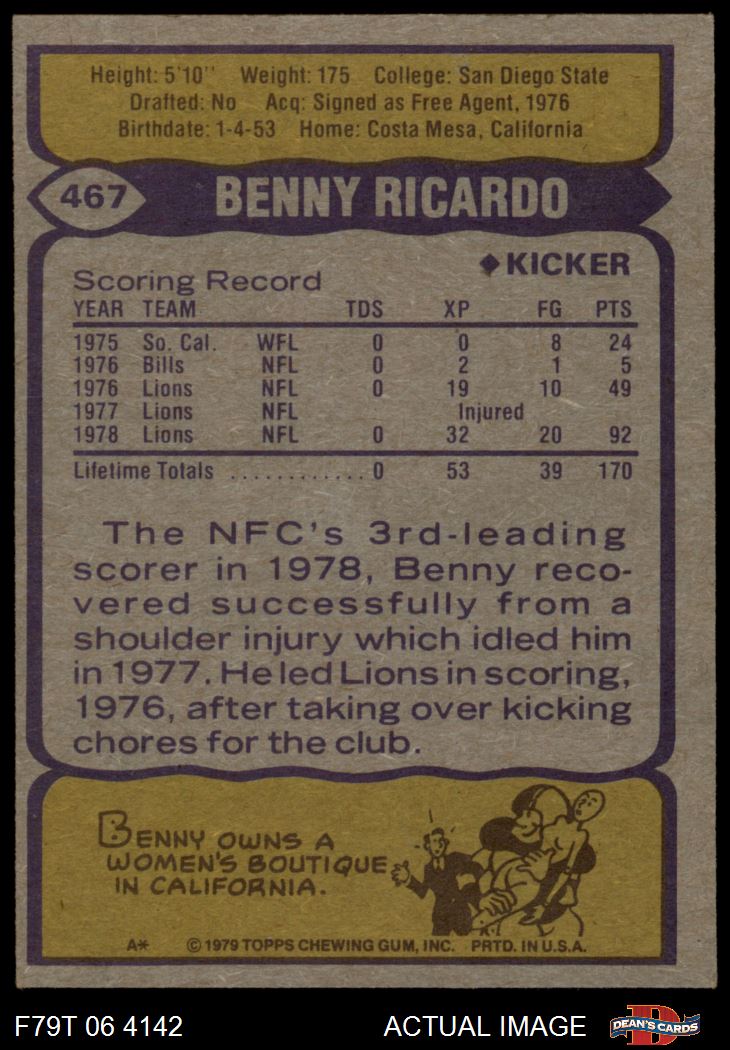 Height: 5'10" Weight: 175 College: San Diego State
Drafted: No Acq: Signed as Free Agent, 1976
Birthdate: 1-4-53 Home: Costa Mesa, California
467 BENNY RICARDO
◆ KICKER
Scoring Record
YEAR TEAM TDS XP FG PTS
1975 So. Cal. WFL 0 0 8 24
1976 Bills NFL 0 2 1 5
1976 Lions NFL 0 19 10 49
1977 Lions NFL Injured
1978 Lions NFL 0 32 20 92
Lifetime Totals ............ 0 53 39 170
The NFC's 3rd-leading
scorer in 1978, Benny reco-
vered successfully from a
shoulder injury which idled him
in 1977. He led Lions in scoring,
1976, after taking over kicking
chores for the club.
BENNY OWNS A
WOMEN'S BOUTIQUE
IN CALIFORNIA.
A* © 1979 TOPPS CHEWING GUM, INC. PRTD. IN U.S.A.
F79T 06 4142 ACTUAL IMAGE D DEAN'S CARDS